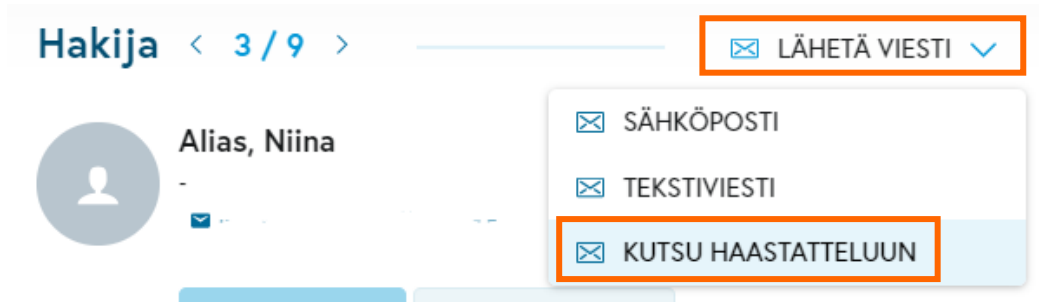 Hakija < 3 / 9 >
LÄHETÄ VIESTI
Alias, Niina
-
SÄHKÖPOSTI
TEKSTIVIESTI
KUTSU HAASTATTELUUN